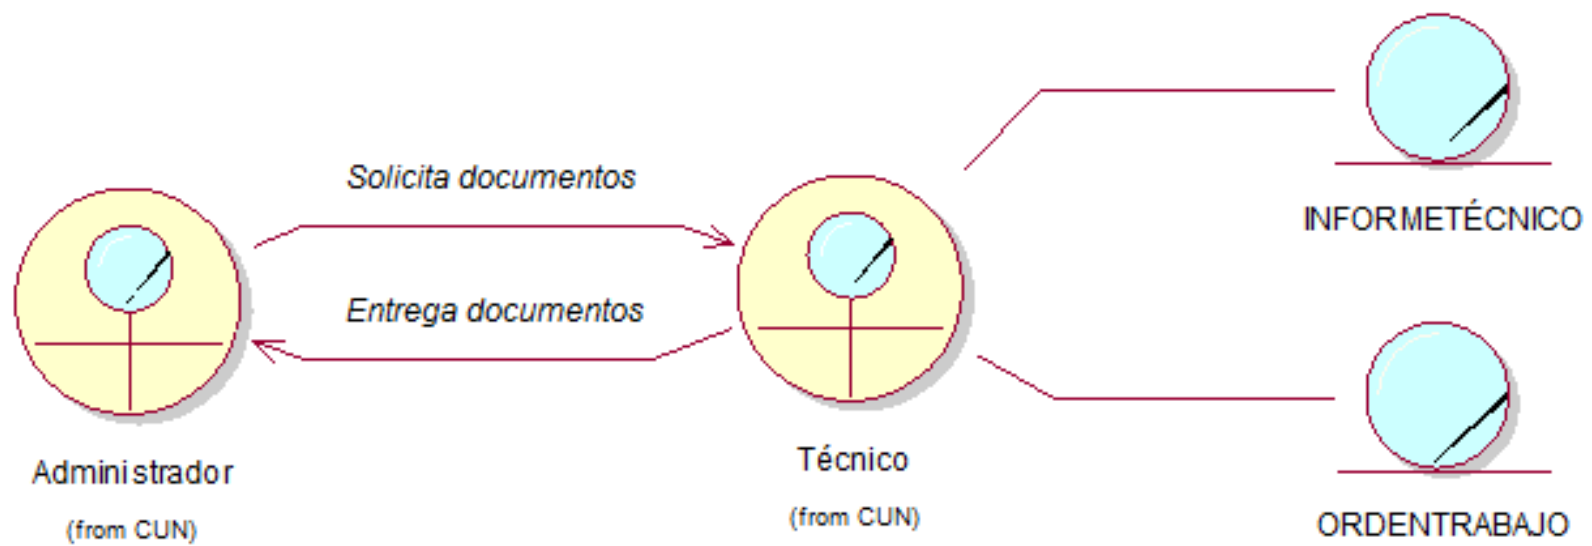 Solicita documentos
Entrega documentos
Administrador
(from CUN)
Técnico
(from CUN)
INFORMETÉCNICO
ORDENTRABAJO